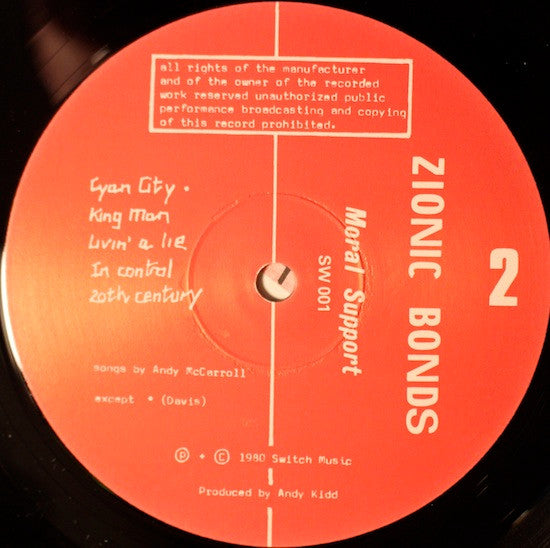 all rights of the manufacturer
and of the owner of the recorded
work reserved unauthorized public
performance broadcasting and copying
of this record prohibited.
Cyan City •
King Man
Livin' a lie
In control
20th century
songs by Andy McCarroll
except • (Davis)
℗ + © 1980 Switch Music
Produced by Andy Kidd
2
ZIONIC BONDS
Moral Support
SW 001